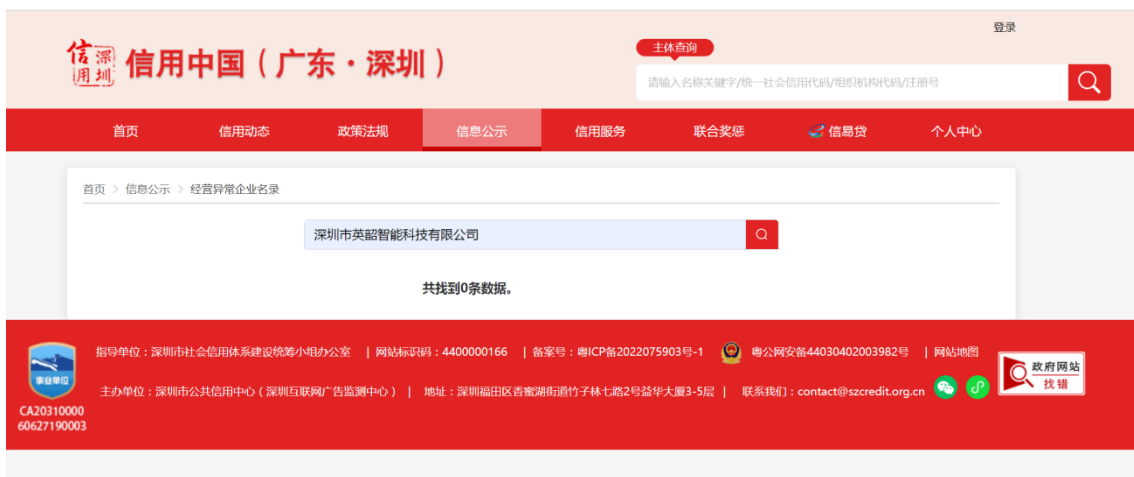 登录
信用 深圳 信用中国（广东·深圳）
主体查询
请输入名称关键字/统一社会信用代码/组织机构代码/注册号
首页 信用动态 政策法规 信息公示 信用服务 联合奖惩 信易贷 个人中心
首页 > 信息公示 > 经营异常企业名录
深圳市英韶智能科技有限公司
共找到0条数据。
指导单位：深圳市社会信用体系建设统筹小组办公室 | 网站标识码：4400000166 | 备案号：粤ICP备2022075903号-1 粤公网安备44030402003982号 | 网站地图
主办单位：深圳市公共信用中心（深圳互联网广告监测中心） | 地址：深圳福田区香蜜湖街道竹子林七路2号益华大厦3-5层 | 联系我们：contact@szcredit.org.cn
事业单位
CA20310000
60627190003
政府网站
找错